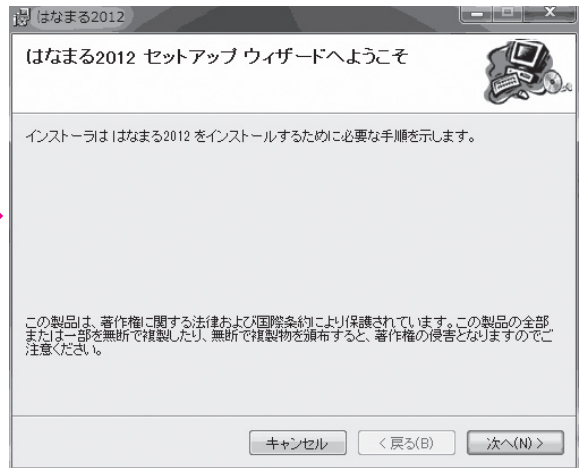 はなまる2012
はなまる2012 セットアップ ウィザードへようこそ
インストーラは はなまる2012 をインストールするために必要な手順を示します。
この製品は、著作権に関する法律および国際条約により保護されています。この製品の全部
または一部を無断で複製したり、無断で複製物を頒布すると、著作権の侵害となりますのでご
注意ください。
キャンセル
< 戻る(B)
次へ(N) >